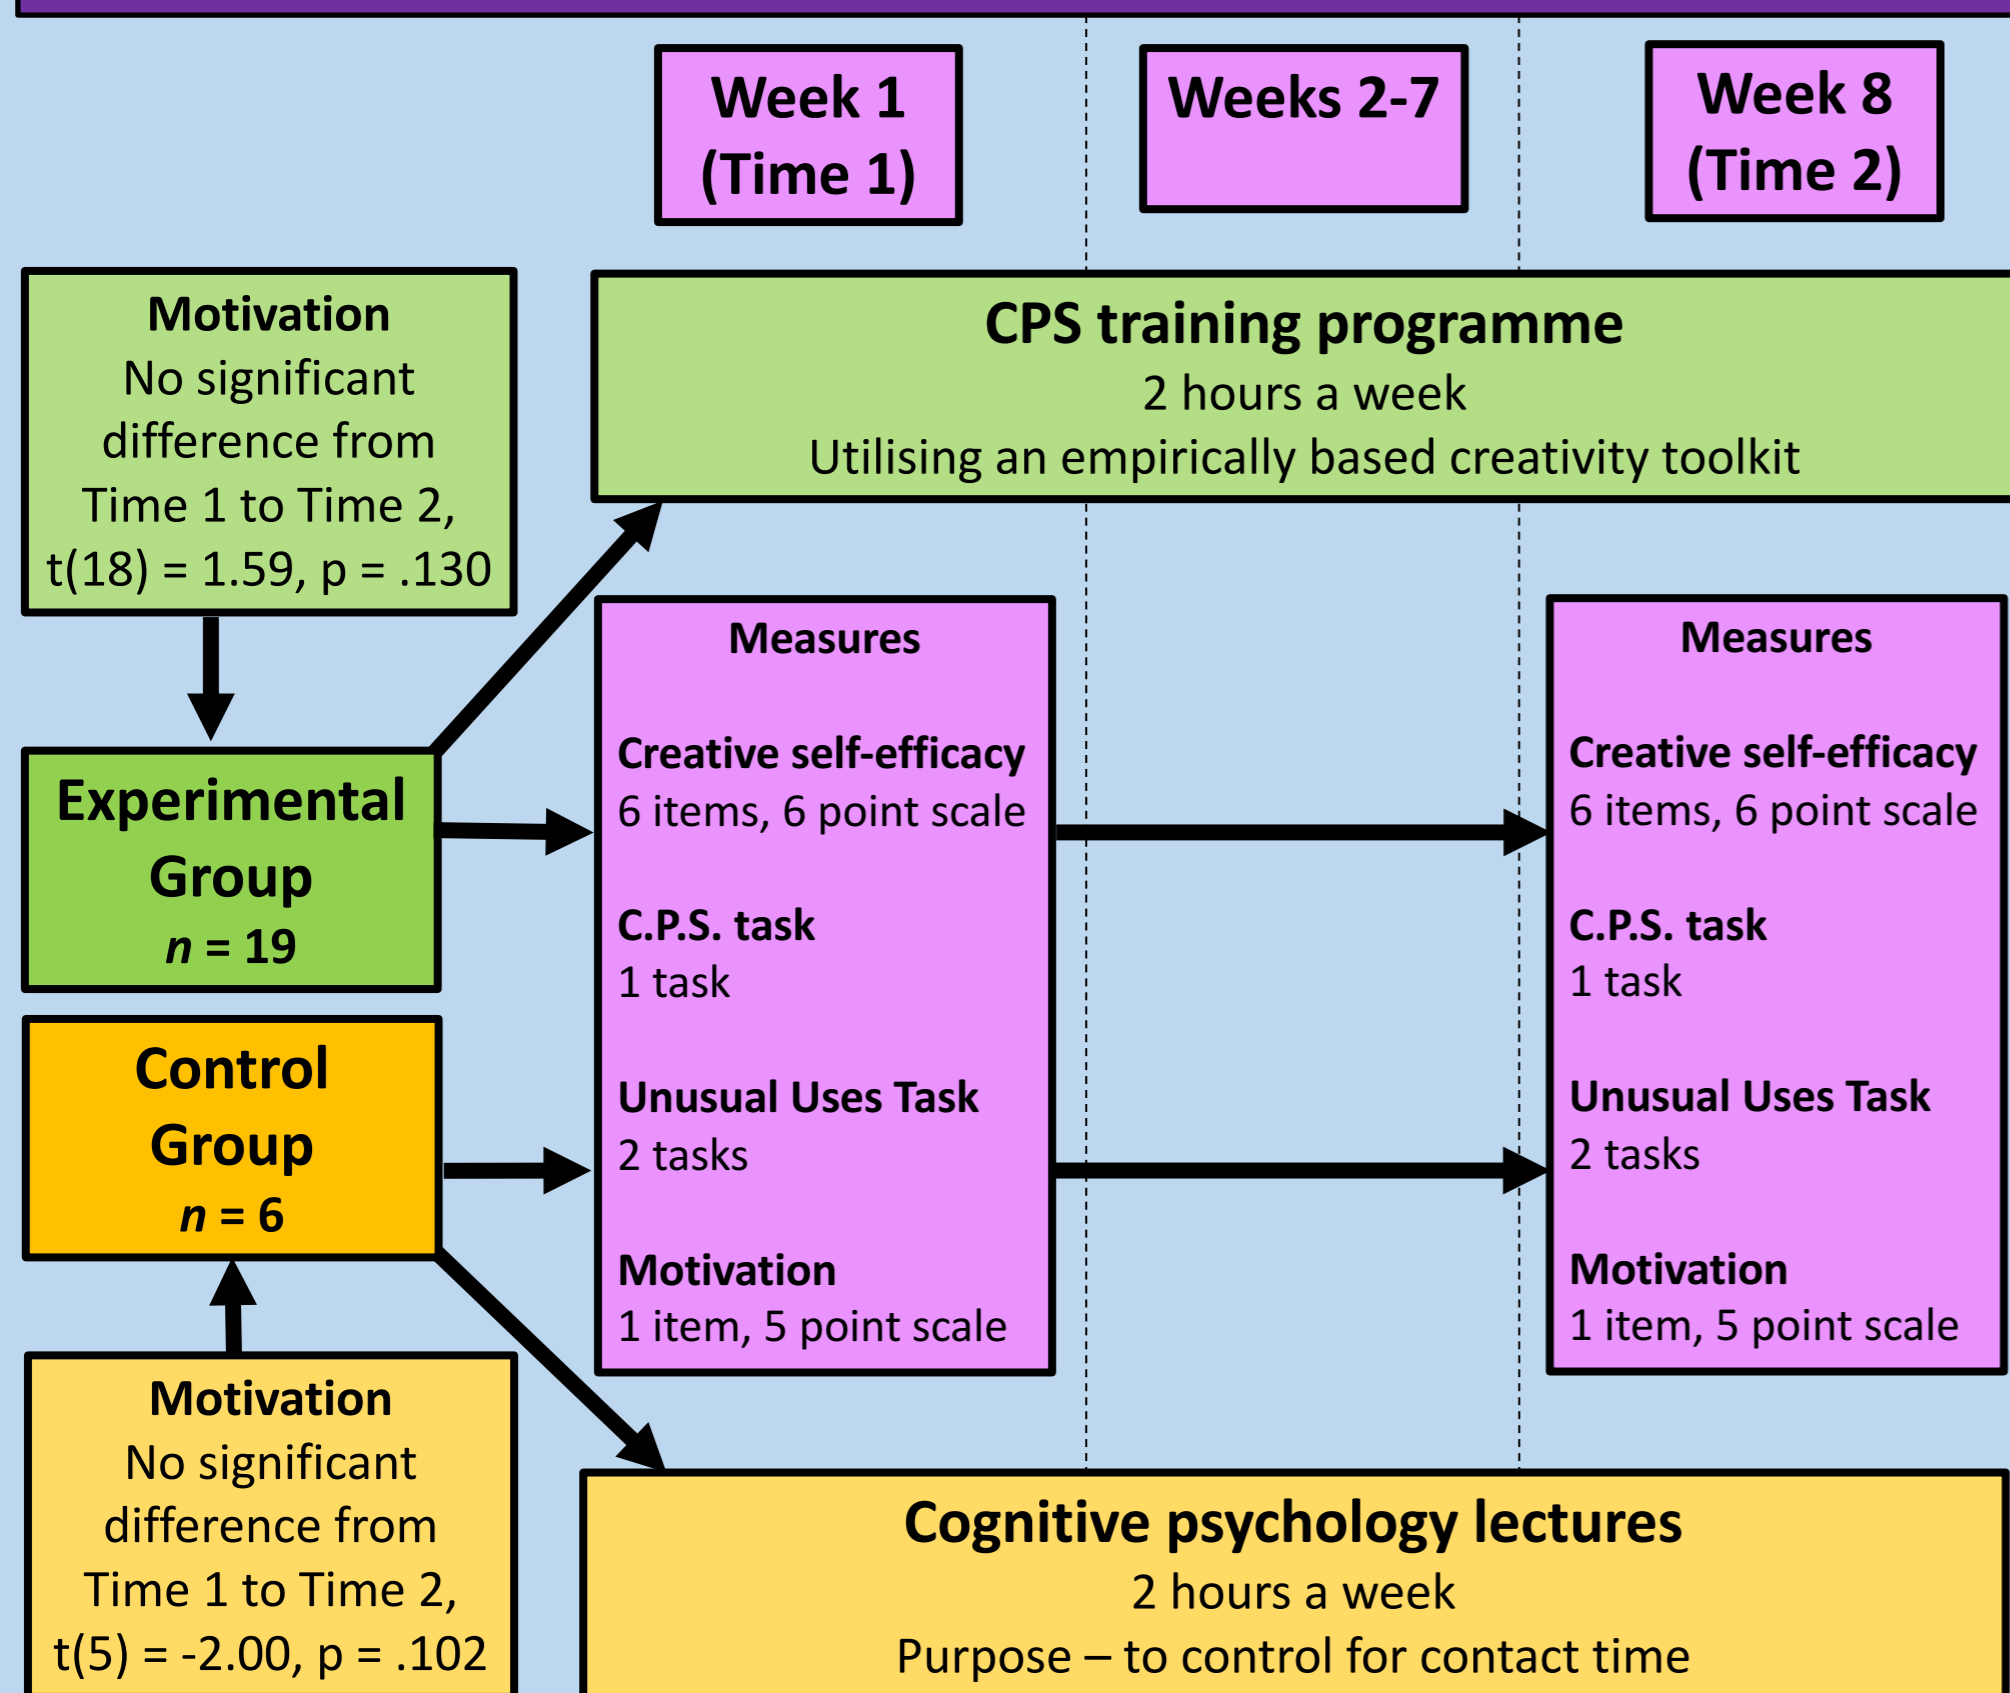 Week 1
(Time 1)
Weeks 2-7
Week 8
(Time 2)
Motivation
No significant
difference from
Time 1 to Time 2,
t(18) = 1.59, p = .130
CPS training programme
2 hours a week
Utilising an empirically based creativity toolkit
Experimental
Group
n = 19
Control
Group
n = 6
Measures
Creative self-efficacy
6 items, 6 point scale
C.P.S. task
1 task
Unusual Uses Task
2 tasks
Motivation
1 item, 5 point scale
Measures
Creative self-efficacy
6 items, 6 point scale
C.P.S. task
1 task
Unusual Uses Task
2 tasks
Motivation
1 item, 5 point scale
Motivation
No significant
difference from
Time 1 to Time 2,
t(5) = -2.00, p = .102
Cognitive psychology lectures
2 hours a week
Purpose – to control for contact time